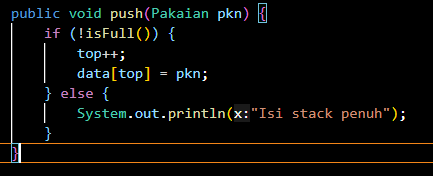 public void push(Pakaian pkn) {
    if (!isFull()) {
        top++;
        data[top] = pkn;
    } else {
        System.out.println(x:"Isi stack penuh");
    }
}